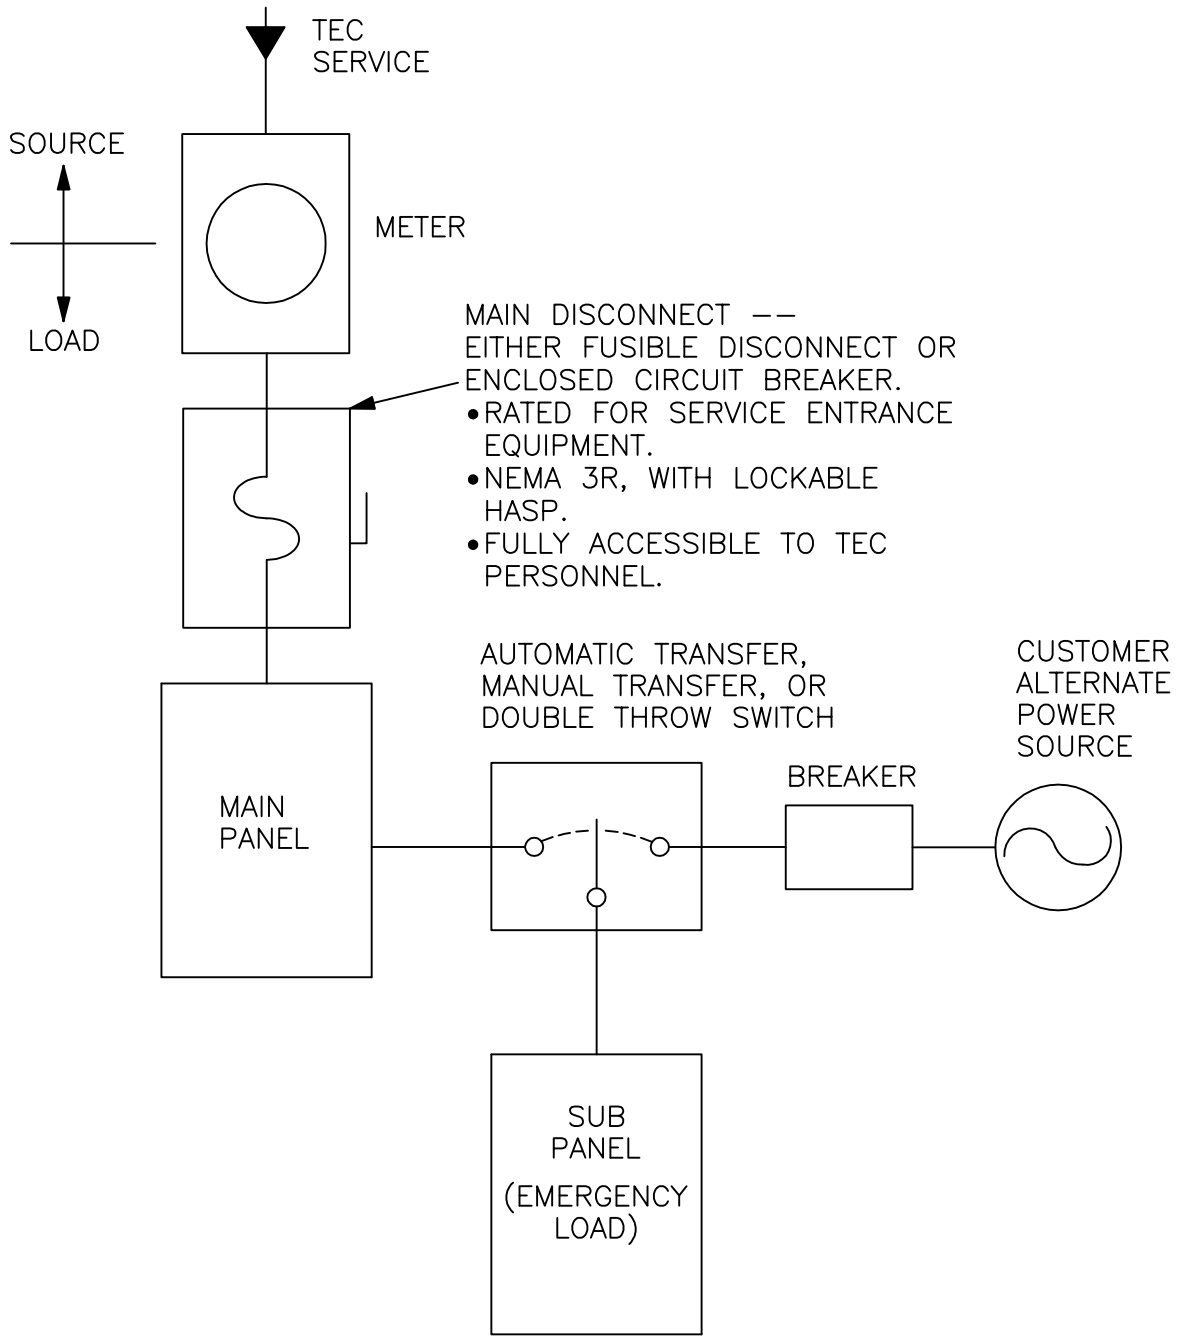 TEC
SERVICE
SOURCE
METER
LOAD
MAIN DISCONNECT --
EITHER FUSIBLE DISCONNECT OR
ENCLOSED CIRCUIT BREAKER.
•RATED FOR SERVICE ENTRANCE
EQUIPMENT.
•NEMA 3R, WITH LOCKABLE
HASP.
•FULLY ACCESSIBLE TO TEC
PERSONNEL.
AUTOMATIC TRANSFER,
MANUAL TRANSFER, OR
DOUBLE THROW SWITCH
CUSTOMER
ALTERNATE
POWER
SOURCE
BREAKER
MAIN
PANEL
SUB
PANEL
(EMERGENCY
LOAD)